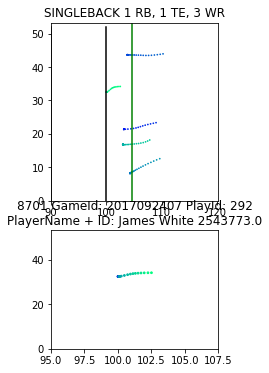 SINGLEBACK 1 RB, 1 TE, 3 WR
50
40
30
20
10
0
90 100 110 120
8701 GameId: 2017092407 PlayId: 292
PlayerName + ID: James White 2543773.0
40
20
0
95.0 97.5 100.0 102.5 105.0 107.5